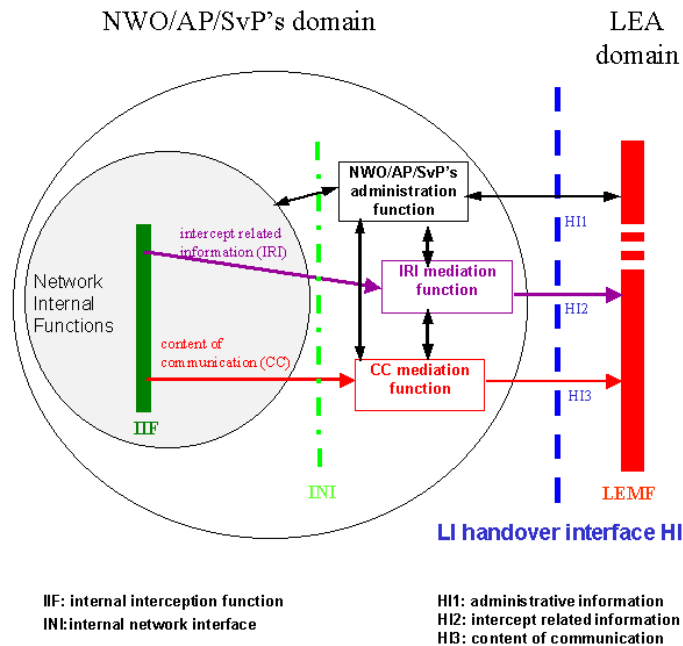 NWO/AP/SvP's domain
LEA
domain
NWO/AP/SvP's
administration
function
HI1
intercept related
information (IRI)
IRI mediation
function
HI2
Network
Internal
Functions
content of
communication (CC)
CC mediation
function
HI3
IIF
INI
LEMF
LI handover interface HI
IIF: internal interception function
INI:internal network interface
HI1: administrative information
HI2: intercept related information
HI3: content of communication